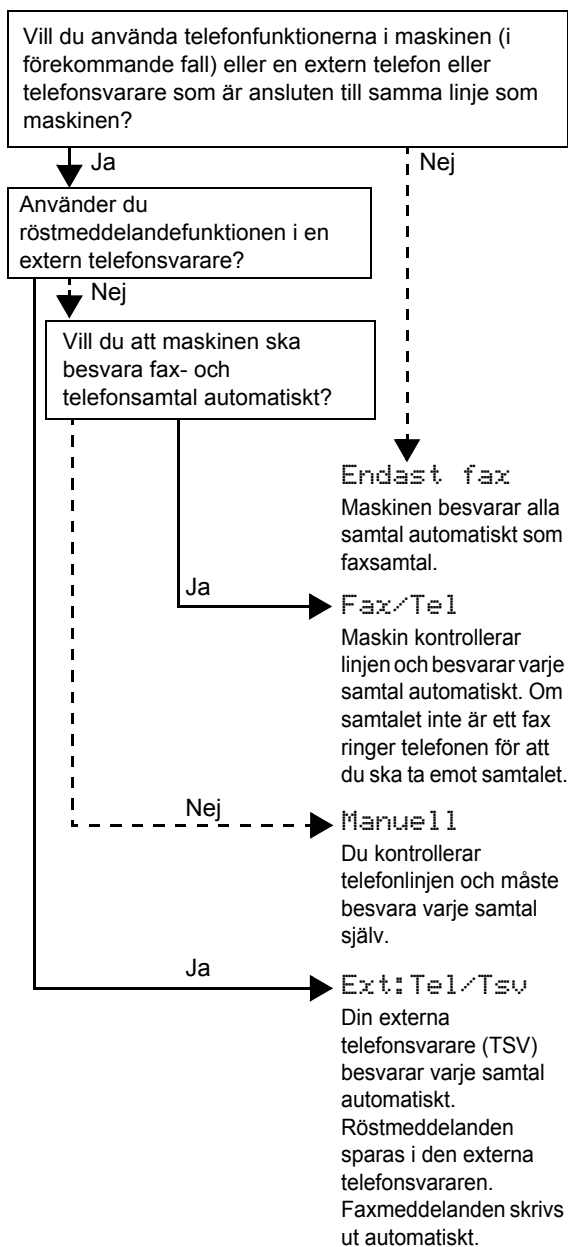 Vill du använda telefonfunktionerna i maskinen (i
förekommande fall) eller en extern telefon eller
telefonsvarare som är ansluten till samma linje som
maskinen?
Ja
Nej
Använder du
röstmeddelandefunktionen i en
extern telefonsvarare?
Nej
Vill du att maskinen ska
besvara fax- och
telefonsamtal automatiskt?
Endast fax
Maskinen besvarar alla
samtal automatiskt som
faxsamtal.
Ja
Fax/Tel
Maskin kontrollerar
linjen och besvarar varje
samtal automatiskt. Om
samtalet inte är ett fax
ringer telefonen för att
du ska ta emot samtalet.
Nej
Manuell
Du kontrollerar
telefonlinjen och måste
besvara varje samtal
själv.
Ja
Ext:Tel/Tsv
Din externa
telefonsvarare (TSV)
besvarar varje samtal
automatiskt.
Röstmeddelanden
sparas i den externa
telefonsvararen.
Faxmeddelanden skrivs
ut automatiskt.